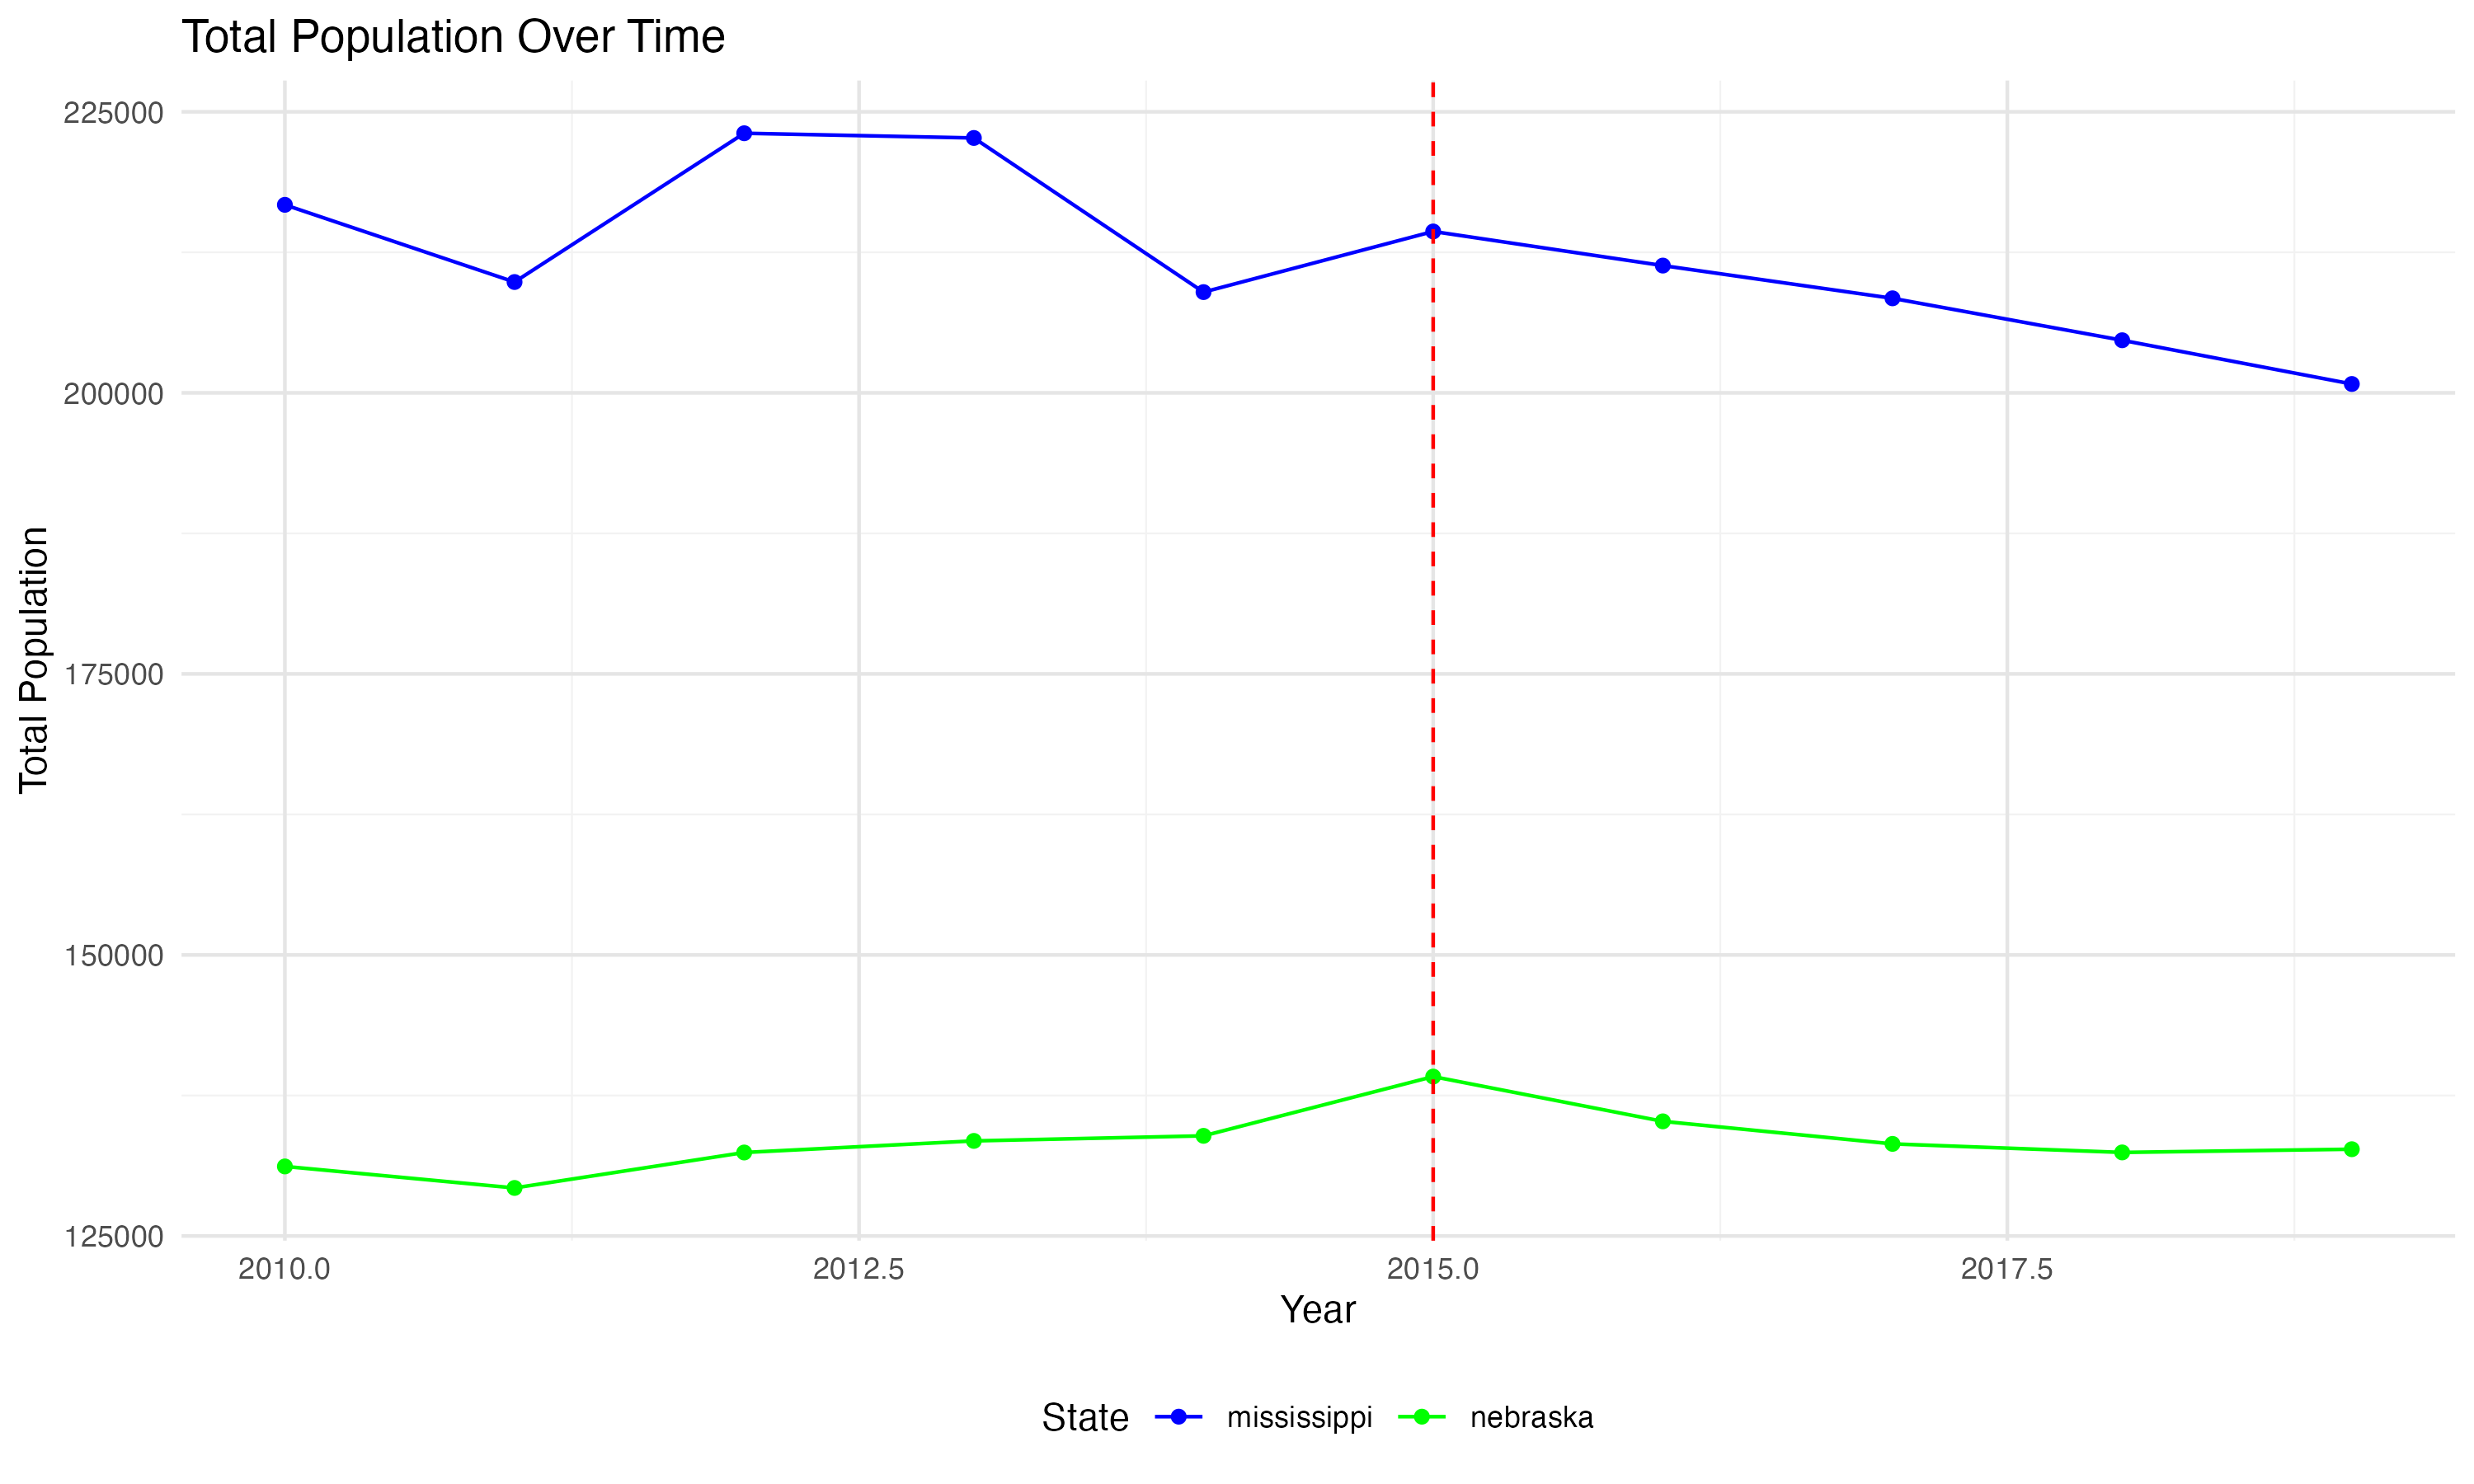 Total Population Over Time
225000
200000
175000
150000
125000
Total Population
2010.0 2012.5 2015.0 2017.5
Year
State mississippi nebraska